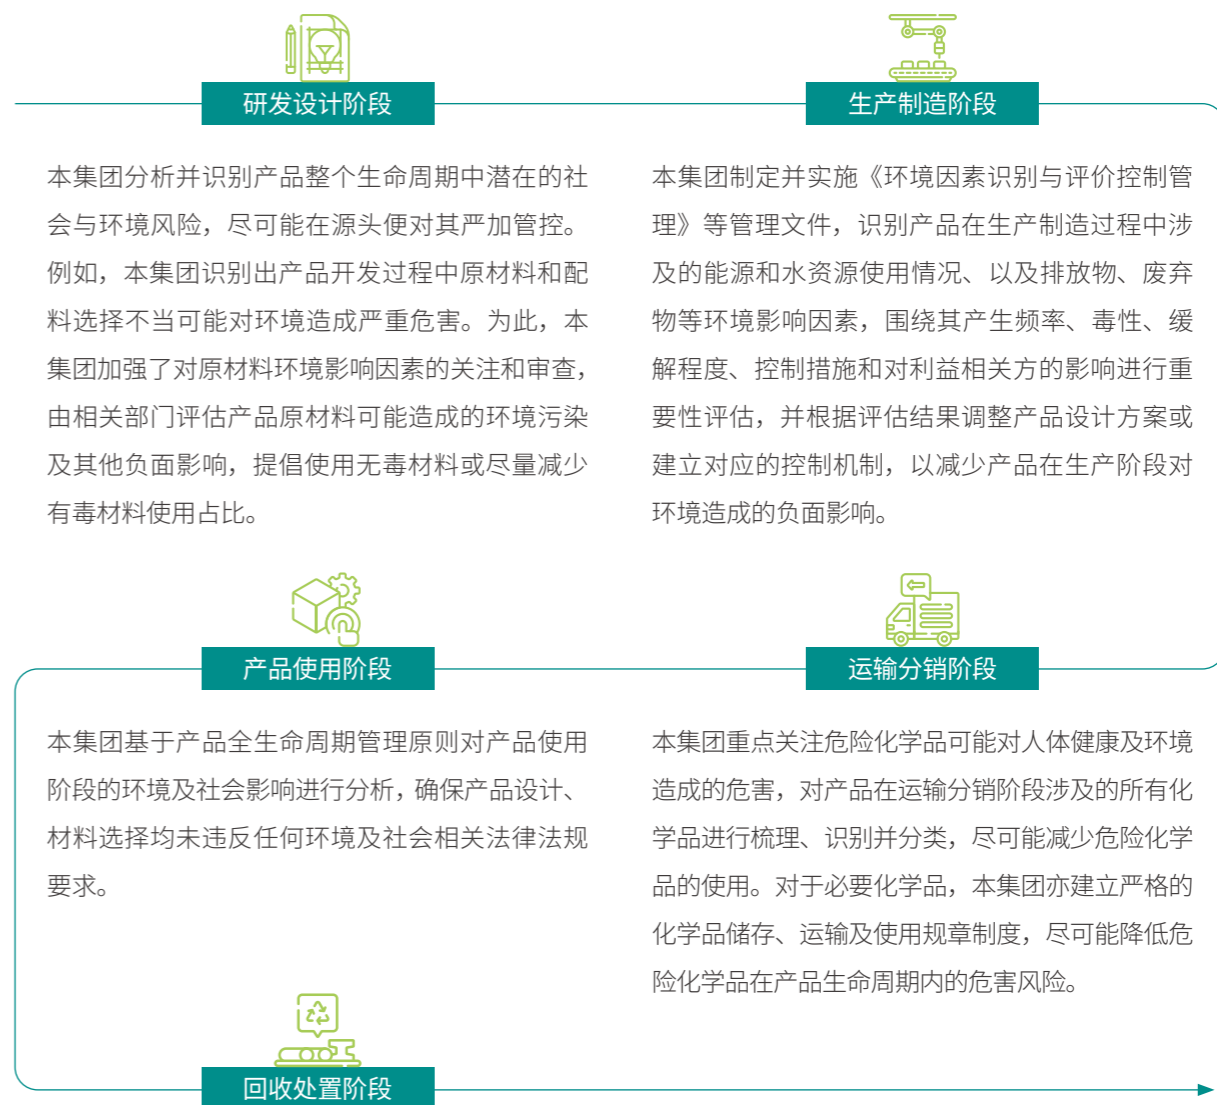 研发设计阶段
本集团分析并识别产品整个生命周期中潜在的社
会与环境风险，尽可能在源头便对其严加管控。
例如，本集团识别出产品开发过程中原材料和配
料选择不当可能对环境造成严重危害。为此，本
集团加强了对原材料环境影响因素的关注和审查，
由相关部门评估产品原材料可能造成的环境污染
及其他负面影响，提倡使用无毒材料或尽量减少
有毒材料使用占比。
生产制造阶段
本集团制定并实施《环境因素识别与评价控制管
理》等管理文件，识别产品在生产制造过程中涉
及的能源和水资源使用情况、以及排放物、废弃
物等环境影响因素，围绕其产生频率、毒性、缓
解程度、控制措施和对利益相关方的影响进行重
要性评估，并根据评估结果调整产品设计方案或
建立对应的控制机制，以减少产品在生产阶段对
环境造成的负面影响。
运输分销阶段
本集团重点关注危险化学品可能对人体健康及环境
造成的危害，对产品在运输分销阶段涉及的所有化
学品进行梳理、识别并分类，尽可能减少危险化学
品的使用。对于必要化学品，本集团亦建立严格的
化学品储存、运输及使用规章制度，尽可能降低危
险化学品在产品生命周期内的危害风险。
产品使用阶段
本集团基于产品全生命周期管理原则对产品使用
阶段的环境及社会影响进行分析，确保产品设计、
材料选择均未违反任何环境及社会相关法律法规
要求。
回收处置阶段